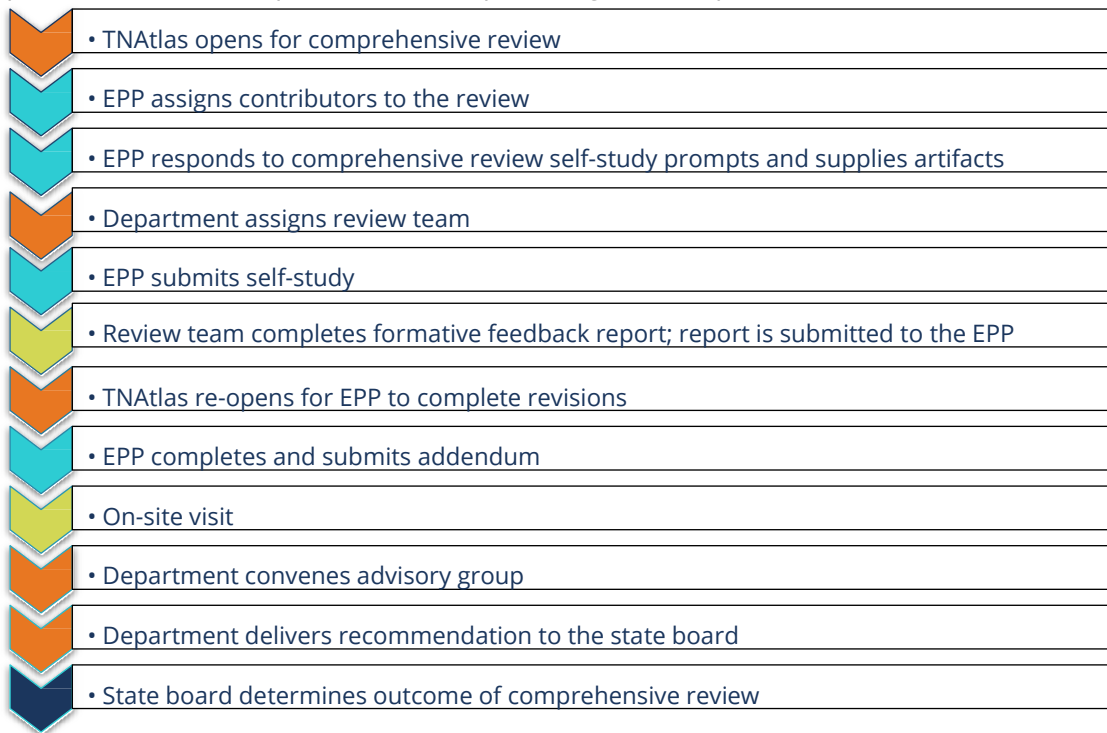 • TNAtlas opens for comprehensive review
• EPP assigns contributors to the review
• EPP responds to comprehensive review self-study prompts and supplies artifacts
• Department assigns review team
• EPP submits self-study
• Review team completes formative feedback report; report is submitted to the EPP
• TNAtlas re-opens for EPP to complete revisions
• EPP completes and submits addendum
• On-site visit
• Department convenes advisory group
• Department delivers recommendation to the state board
• State board determines outcome of comprehensive review